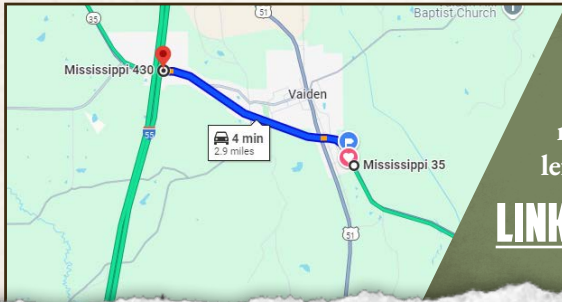 35
51
Baptist Church
Mississippi 430
Vaiden
55
4 min
2.9 miles
Mississippi 35
51
LINK